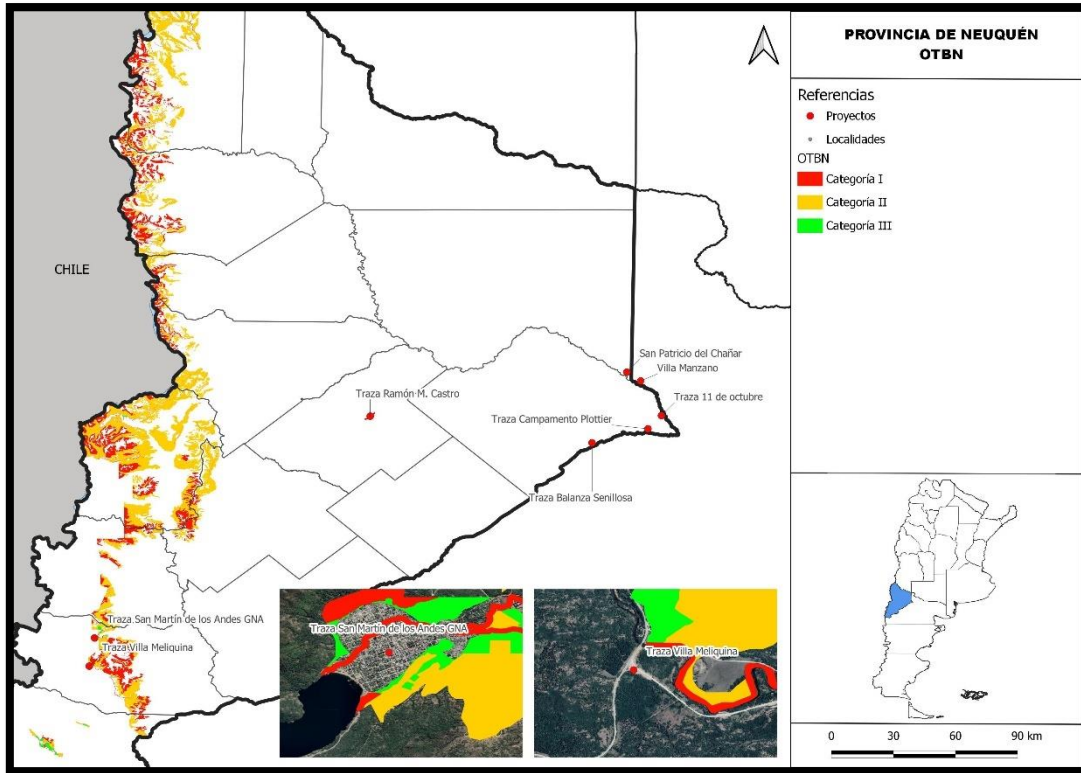 PROVINCIA DE NEUQUÉN
OTBN
Referencias
Proyectos
Localidades
OTBN
Categoría I
Categoría II
Categoría III
CHILE
San Patricio del Chañar
Villa Manzano
Traza Ramón M. Castro
Traza 11 de octubre
Traza Campamento Plottier
Traza Balanza Senillosa
Traza San Martín de los Andes GNA
Traza Villa Meliquina
Traza San Martín de los Andes GNA
Traza Villa Meliquina
0 30 60 90 km